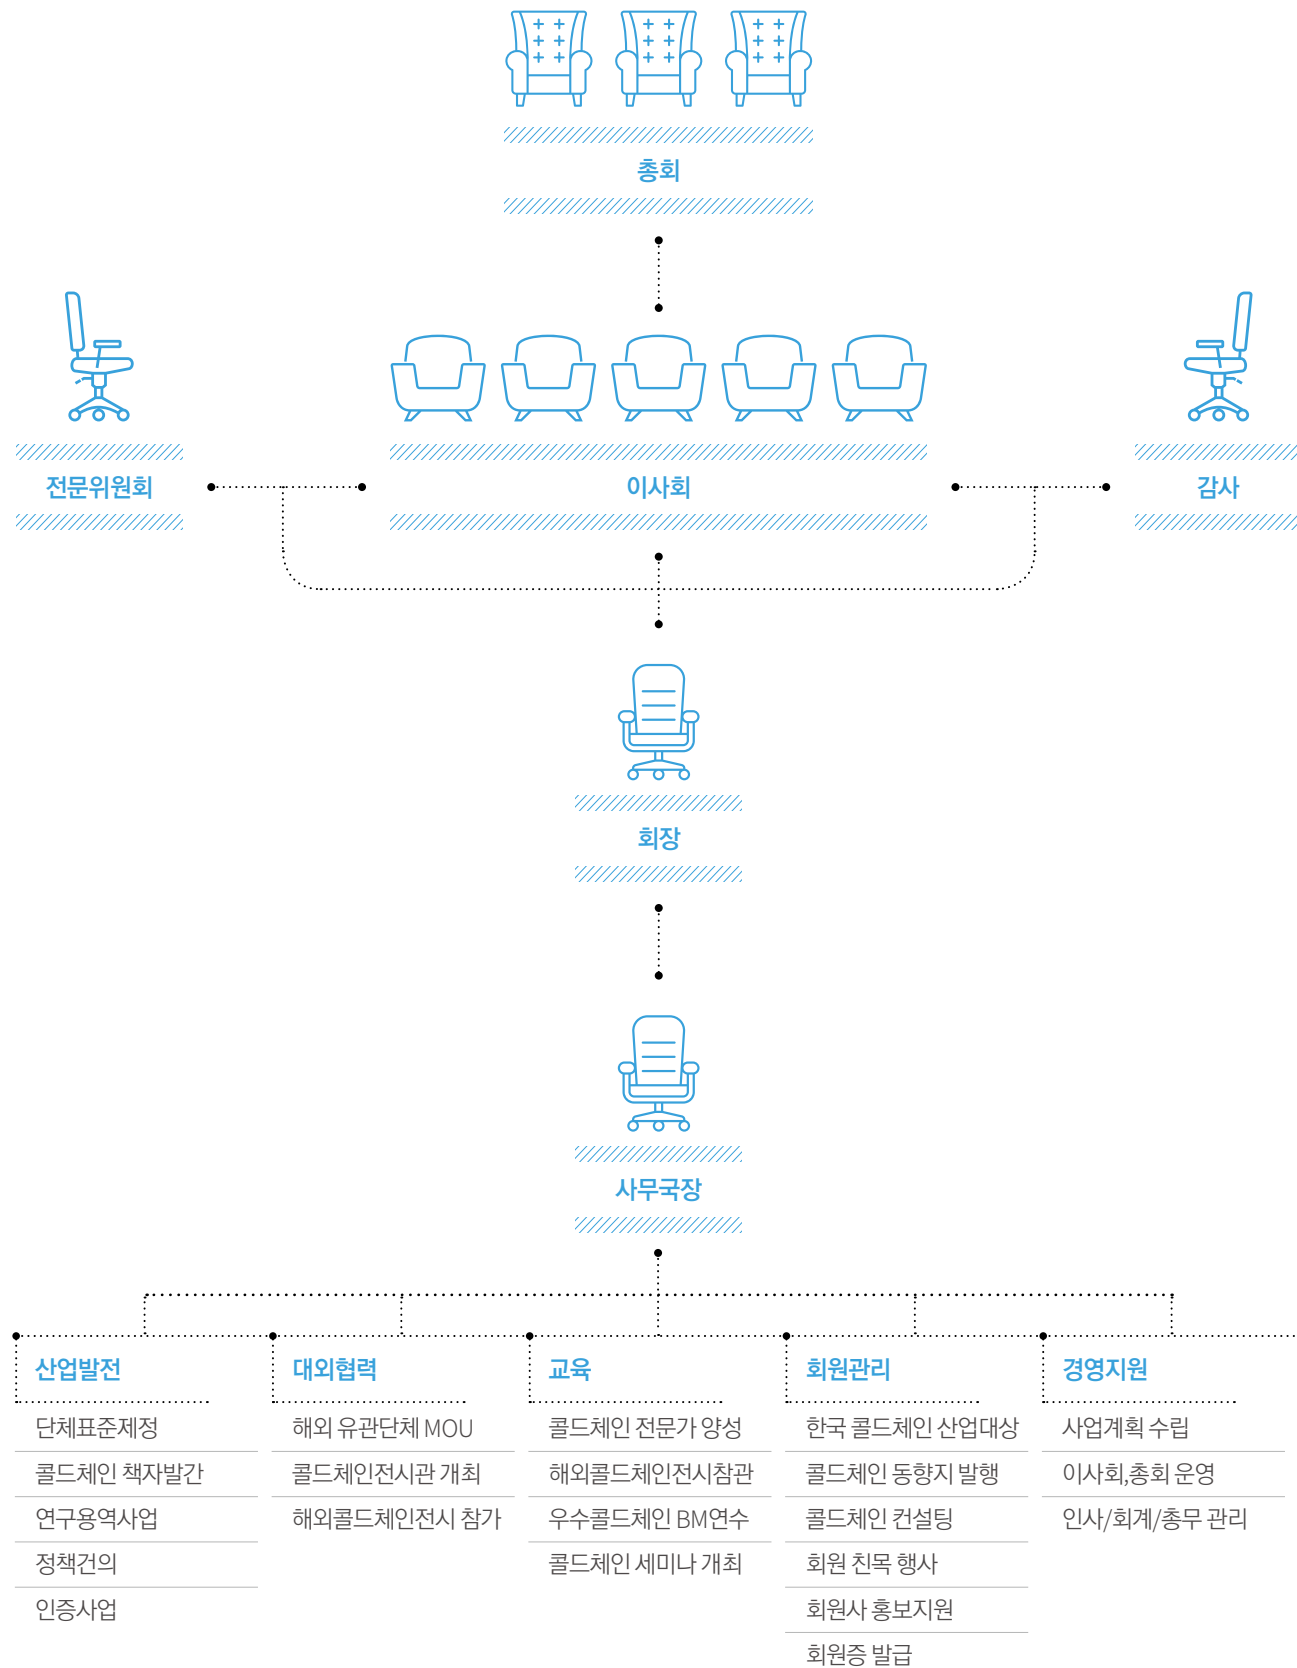 총회
전문위원회
이사회
감사
회장
사무국장
산업발전
단체표준제정
콜드체인 책자발간
연구용역사업
정책건의
인증사업
대외협력
해외 유관단체 MOU
콜드체인전시관 개최
해외콜드체인전시 참가
교육
콜드체인 전문가 양성
해외콜드체인전시참관
우수콜드체인 BM연수
콜드체인 세미나 개최
회원관리
한국 콜드체인 산업대상
콜드체인 동향지 발행
콜드체인 컨설팅
회원 친목 행사
회원사 홍보지원
회원증 발급
경영지원
사업계획 수립
이사회,총회 운영
인사/회계/총무 관리